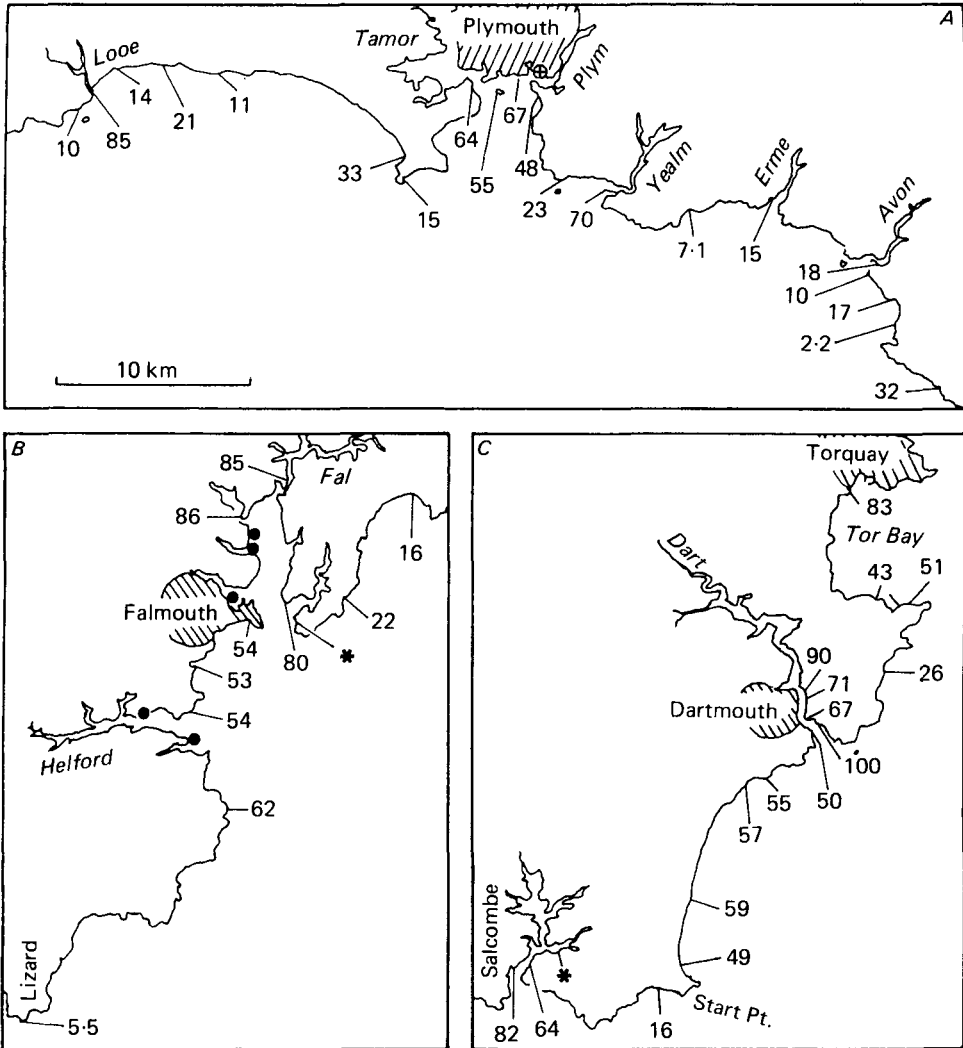 A
Plymouth
Tamor
Looe
Plym
14
21
11
10
85
64
55
67
48
33
15
23
70
Yealm
Erme
Avon
7·1
15
18
10
17
2·2
32
10 km
B
85
Fal
86
16
Falmouth
22
54
80
*
53
54
Helford
62
Lizard
5·5
C
Torquay
83
Tor Bay
Dart
43
51
90
71
26
67
Dartmouth
100
50
55
57
59
49
Salcombe
*
82
64
16
Start Pt.